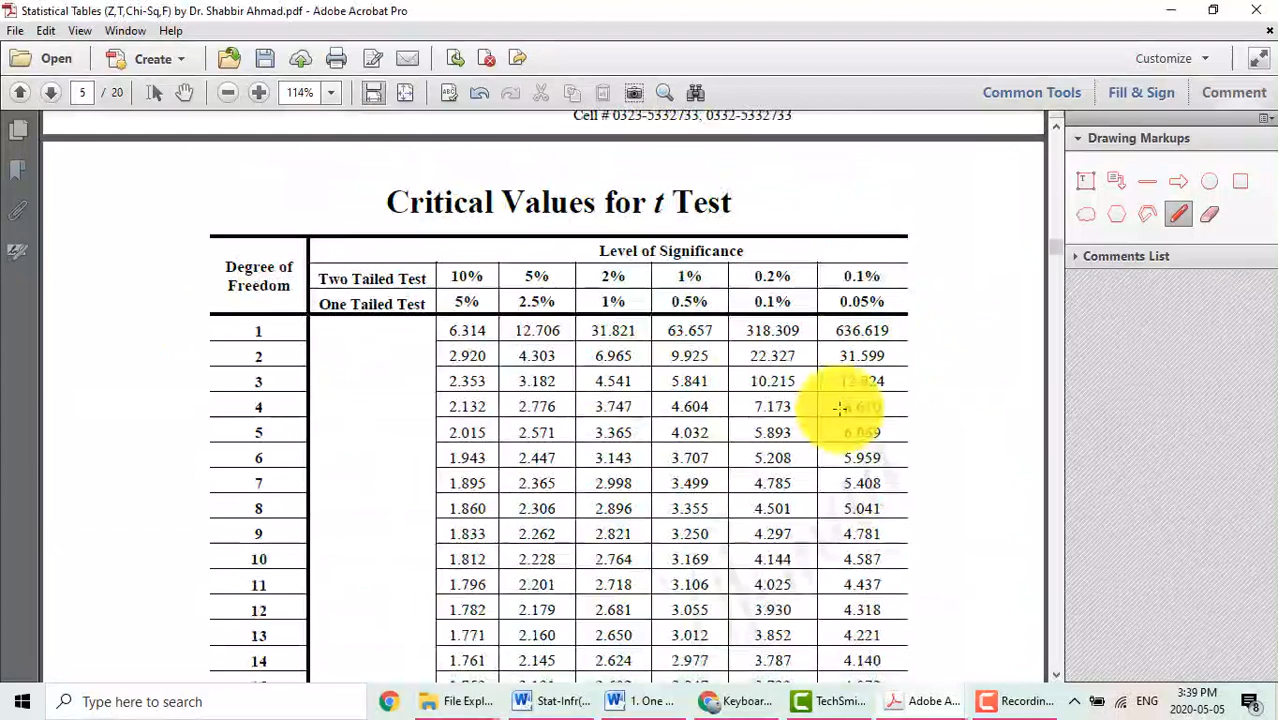 Statistical Tables (Z,T,Chi-Sq,F) by Dr. Shabbir Ahmad.pdf - Adobe Acrobat Pro
File Edit View Window Help
Open Create Customize
5 / 20 114% Common Tools Fill & Sign Comment
Cell # 0323-5332733, 0332-5332733
Drawing Markups
Comments List
Critical Values for t Test
Degree of Freedom Level of Significance
Two Tailed Test 10% 5% 2% 1% 0.2% 0.1%
One Tailed Test 5% 2.5% 1% 0.5% 0.1% 0.05%
1 6.314 12.706 31.821 63.657 318.309 636.619
2 2.920 4.303 6.965 9.925 22.327 31.599
3 2.353 3.182 4.541 5.841 10.215 12.924
4 2.132 2.776 3.747 4.604 7.173 8.610
5 2.015 2.571 3.365 4.032 5.893 6.869
6 1.943 2.447 3.143 3.707 5.208 5.959
7 1.895 2.365 2.998 3.499 4.785 5.408
8 1.860 2.306 2.896 3.355 4.501 5.041
9 1.833 2.262 2.821 3.250 4.297 4.781
10 1.812 2.228 2.764 3.169 4.144 4.587
11 1.796 2.201 2.718 3.106 4.025 4.437
12 1.782 2.179 2.681 3.055 3.930 4.318
13 1.771 2.160 2.650 3.012 3.852 4.221
14 1.761 2.145 2.624 2.977 3.787 4.140
Type here to search File Expl... Stat-Infr(... 1. One ... Keyboar... TechSmi... Adobe A... Recordin... ENG 3:39 PM
2020-05-05